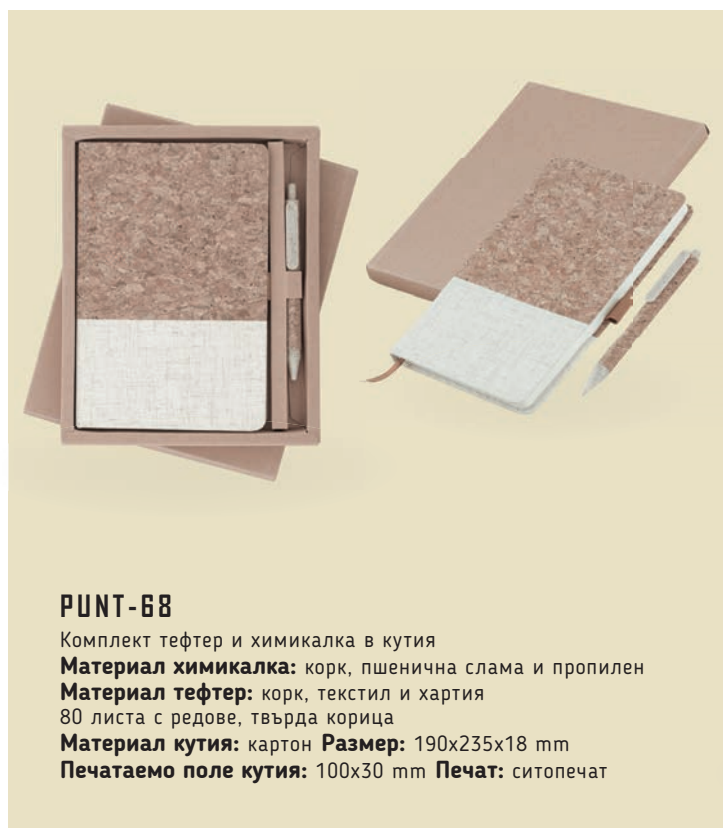 PUNT-68
Комплект тефтер и химикалка в кутия
Материал химикалка: корк, пшенична слама и пропилен
Материал тефтер: корк, текстил и хартия
80 листа с редове, твърда корица
Материал кутия: картон Размер: 190x235x18 mm
Печатаемо поле кутия: 100x30 mm Печат: ситопечат